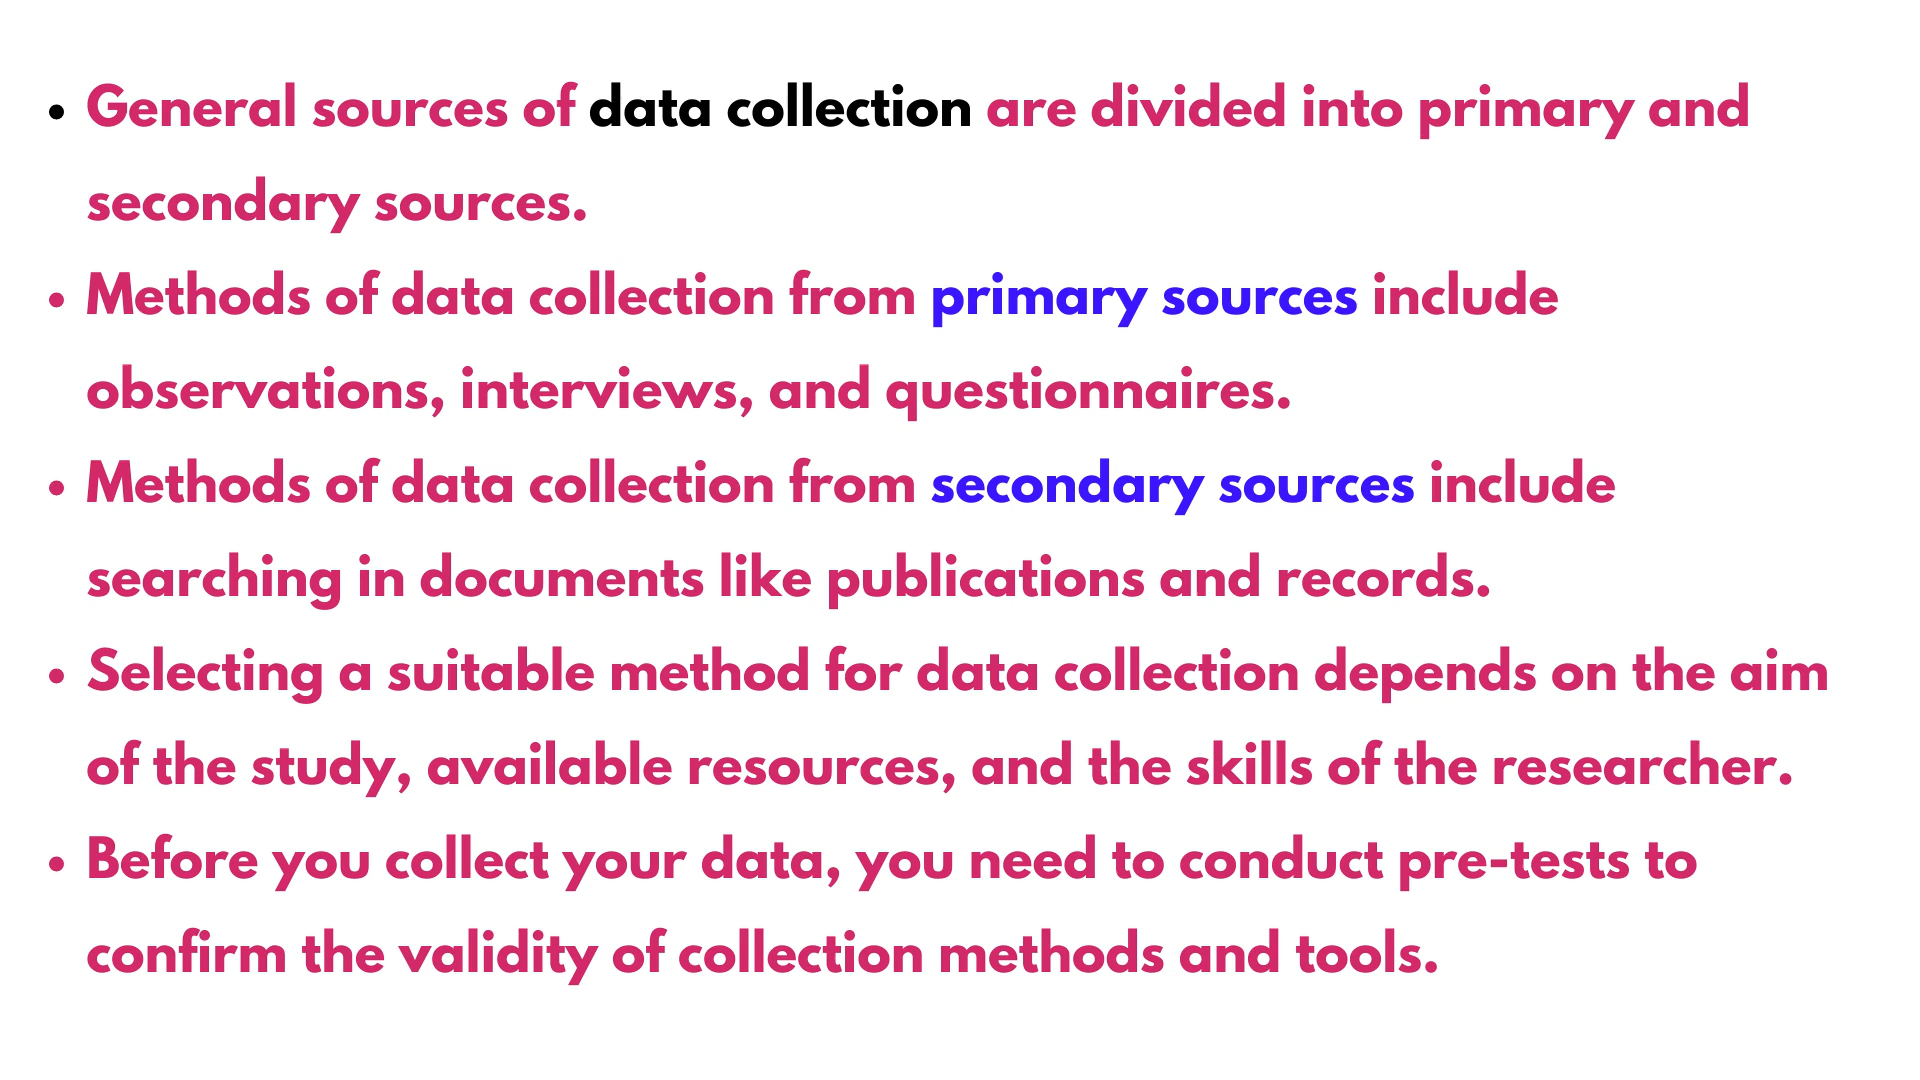 • General sources of data collection are divided into primary and
secondary sources.
• Methods of data collection from primary sources include
observations, interviews, and questionnaires.
• Methods of data collection from secondary sources include
searching in documents like publications and records.
• Selecting a suitable method for data collection depends on the aim
of the study, available resources, and the skills of the researcher.
• Before you collect your data, you need to conduct pre-tests to
confirm the validity of collection methods and tools.